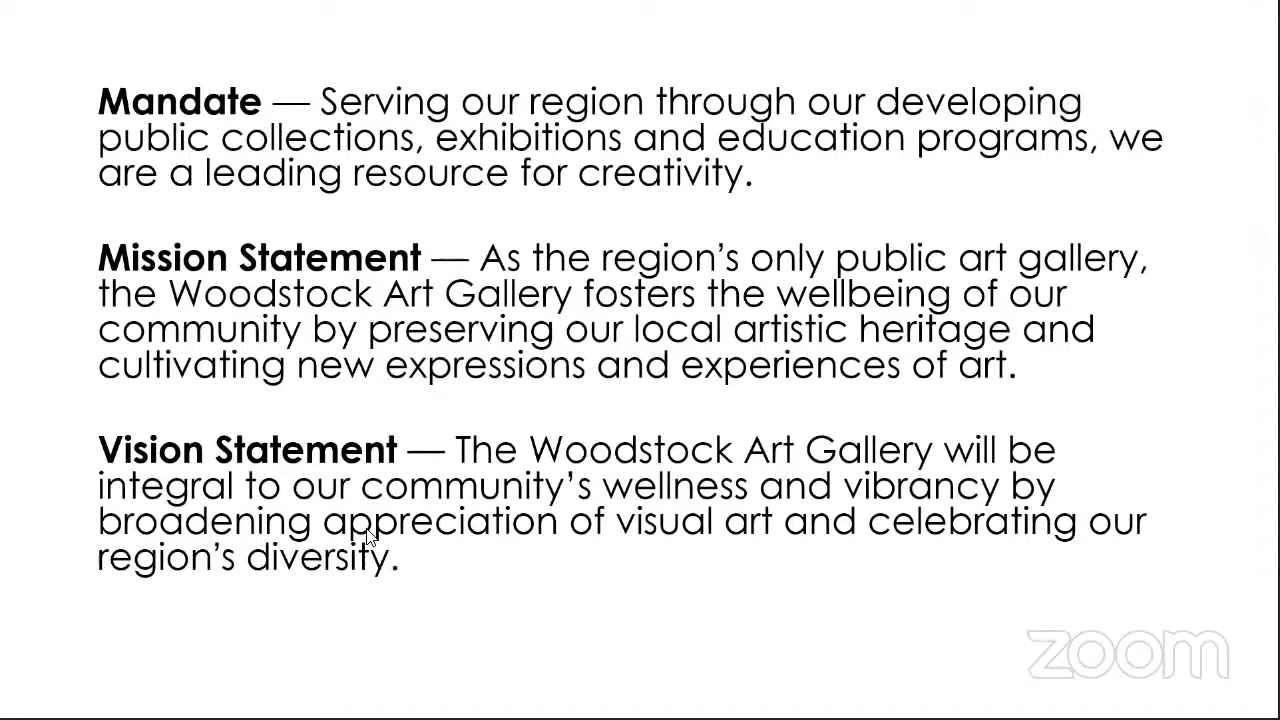 Mandate — Serving our region through our developing
public collections, exhibitions and education programs, we
are a leading resource for creativity.
Mission Statement — As the region’s only public art gallery,
the Woodstock Art Gallery fosters the wellbeing of our
community by preserving our local artistic heritage and
cultivating new expressions and experiences of art.
Vision Statement — The Woodstock Art Gallery will be
integral to our community’s wellness and vibrancy by
broadening appreciation of visual art and celebrating our
region’s diversity.
zoom